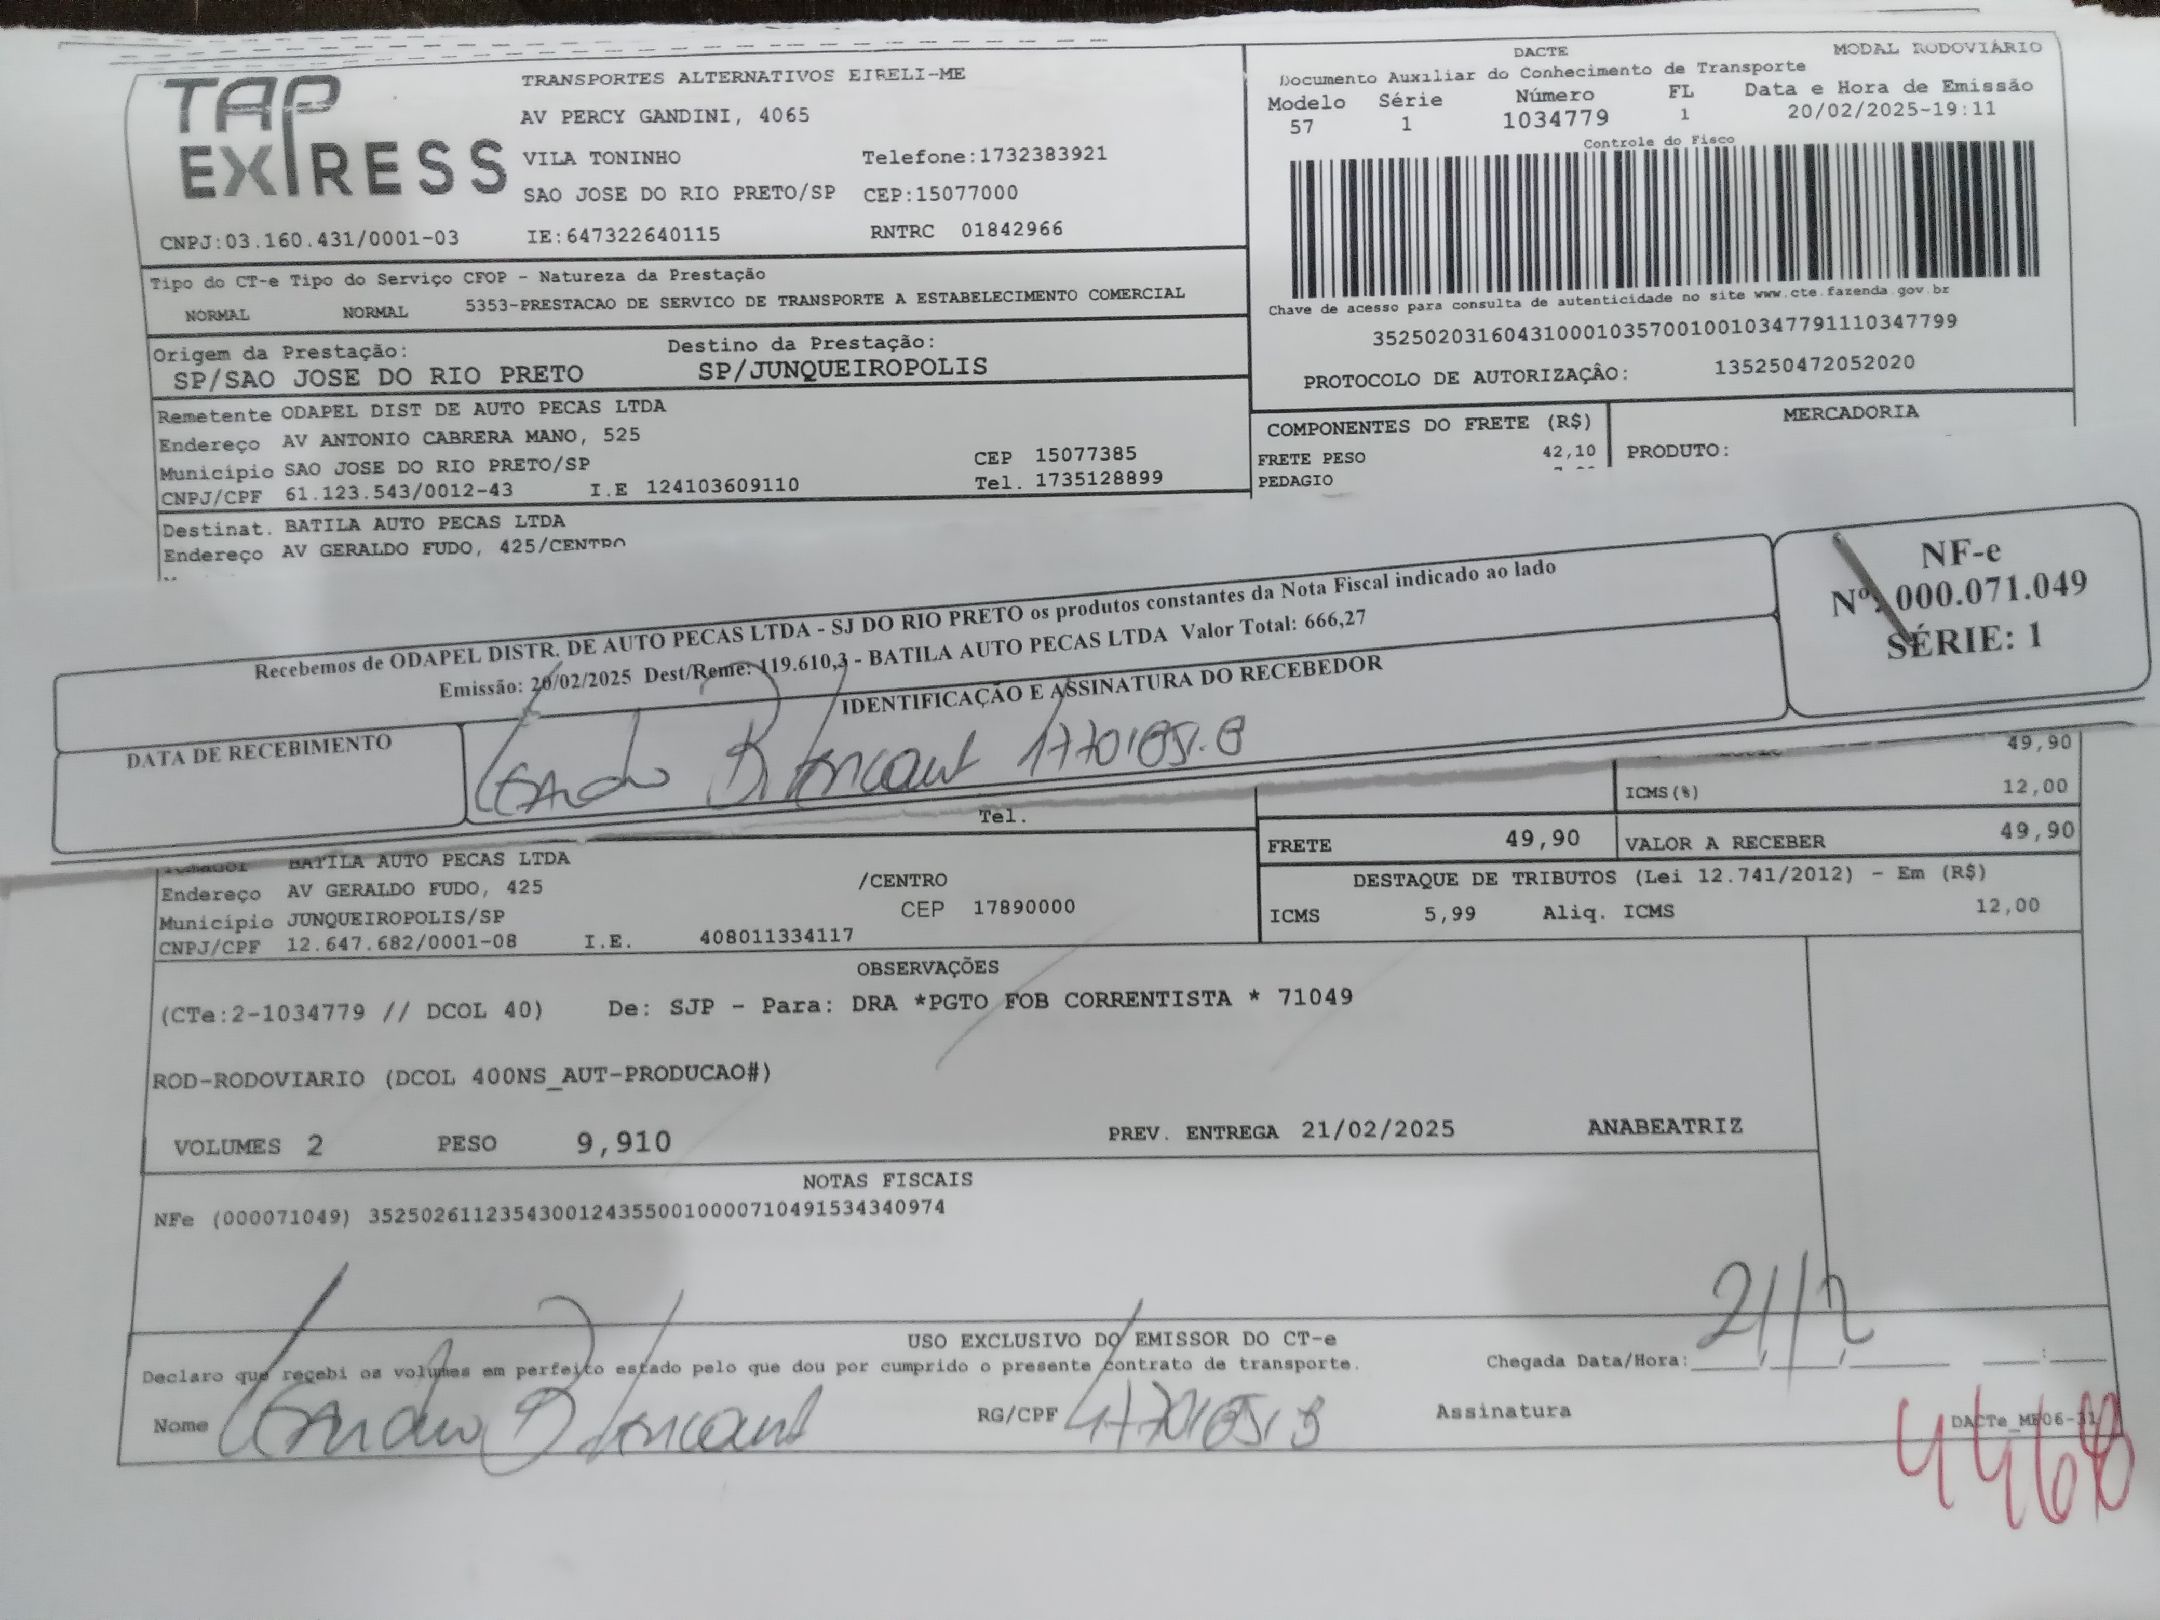 TAP EXPRESS
TRANSPORTES ALTERNATIVOS EIRELI-ME
AV PERCY GANDINI, 4065
VILA TONINHO Telefone:1732383921
SAO JOSE DO RIO PRETO/SP CEP:15077000
CNPJ:03.160.431/0001-03 IE:647322640115 RNTRC 01842966
DACTE MODAL RODOVIÁRIO
Documento Auxiliar do Conhecimento de Transporte
Modelo Série Número FL Data e Hora de Emissão
57 1 1034779 1 20/02/2025-19:11
Controle do Fisco
Chave de acesso para consulta de autenticidade no site www.cte.fazenda.gov.br
35250203160431000103570010010347791110347799
PROTOCOLO DE AUTORIZAÇÂO: 135250472052020
Tipo do CT-e Tipo do Serviço CFOP - Natureza da Prestação
NORMAL NORMAL 5353-PRESTACAO DE SERVICO DE TRANSPORTE A ESTABELECIMENTO COMERCIAL
Origem da Prestação: Destino da Prestação:
SP/SAO JOSE DO RIO PRETO SP/JUNQUEIROPOLIS
Remetente ODAPEL DIST DE AUTO PECAS LTDA
Endereço AV ANTONIO CABRERA MANO, 525
Município SAO JOSE DO RIO PRETO/SP CEP 15077385
CNPJ/CPF 61.123.543/0012-43 I.E 124103609110 Tel. 1735128899
COMPONENTES DO FRETE (R$) MERCADORIA
FRETE PESO 42,10 PRODUTO:
PEDAGIO
Destinat. BATILA AUTO PECAS LTDA
Endereço AV GERALDO FUDO, 425/CENTRO
Recebemos de ODAPEL DISTR. DE AUTO PECAS LTDA - SJ DO RIO PRETO os produtos constantes da Nota Fiscal indicado ao lado
Emissão: 20/02/2025 Dest/Reme: 119.610,3 - BATILA AUTO PECAS LTDA Valor Total: 666,27
DATA DE RECEBIMENTO
IDENTIFICAÇÃO E ASSINATURA DO RECEBEDOR
NF-e
Nº. 000.071.049
SÉRIE: 1
49,90
ICMS(%) 12,00
Tel.
FRETE 49,90 VALOR A RECEBER 49,90
BATILA AUTO PECAS LTDA
Endereço AV GERALDO FUDO, 425 /CENTRO
Município JUNQUEIROPOLIS/SP CEP 17890000
CNPJ/CPF 12.647.682/0001-08 I.E. 408011334117
DESTAQUE DE TRIBUTOS (Lei 12.741/2012) - Em (R$)
ICMS 5,99 Aliq. ICMS 12,00
OBSERVAÇÕES
(CTe:2-1034779 // DCOL 40) De: SJP - Para: DRA *PGTO FOB CORRENTISTA * 71049
ROD-RODOVIARIO (DCOL 400NS_AUT-PRODUCAO#)
VOLUMES 2 PESO 9,910 PREV. ENTREGA 21/02/2025 ANABEATRIZ
NOTAS FISCAIS
NFe (000071049) 35250261123543001243550010000710491534340974
21/2
USO EXCLUSIVO DO EMISSOR DO CT-e
Declaro que recebi os volumes em perfeito estado pelo que dou por cumprido o presente contrato de transporte. Chegada Data/Hora:____/____/______ ___:___
Nome RG/CPF Assinatura